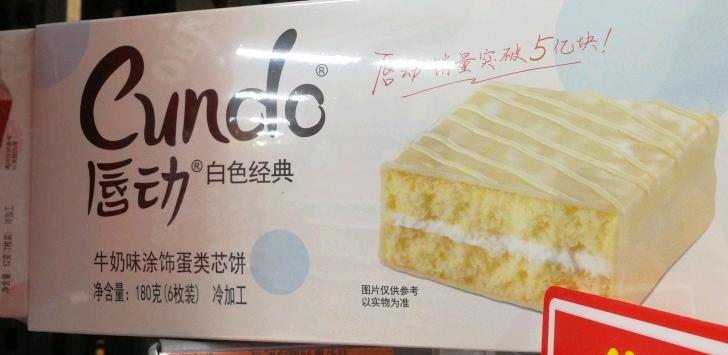 Cundo®
唇动®白色经典
唇动 销量突破5亿块!
牛奶味涂饰蛋类芯饼
净含量: 180克(6枚装) 冷加工
图片仅供参考
以实物为准